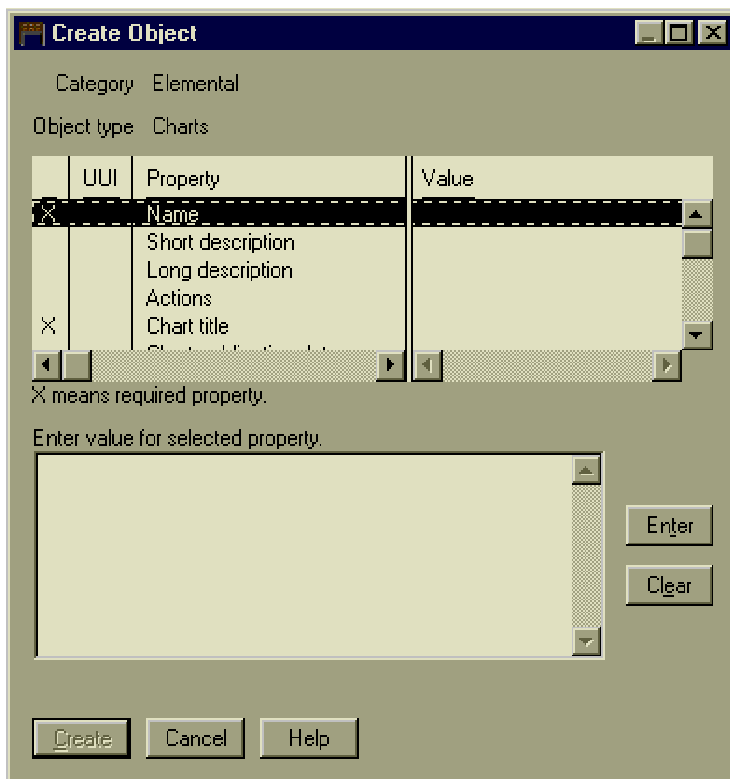 Create Object
Category Elemental
Object type Charts
UUI Property Value
X Name
Short description
Long description
Actions
X Chart title
X means required property.
Enter value for selected property.
Enter
Clear
Create Cancel Help